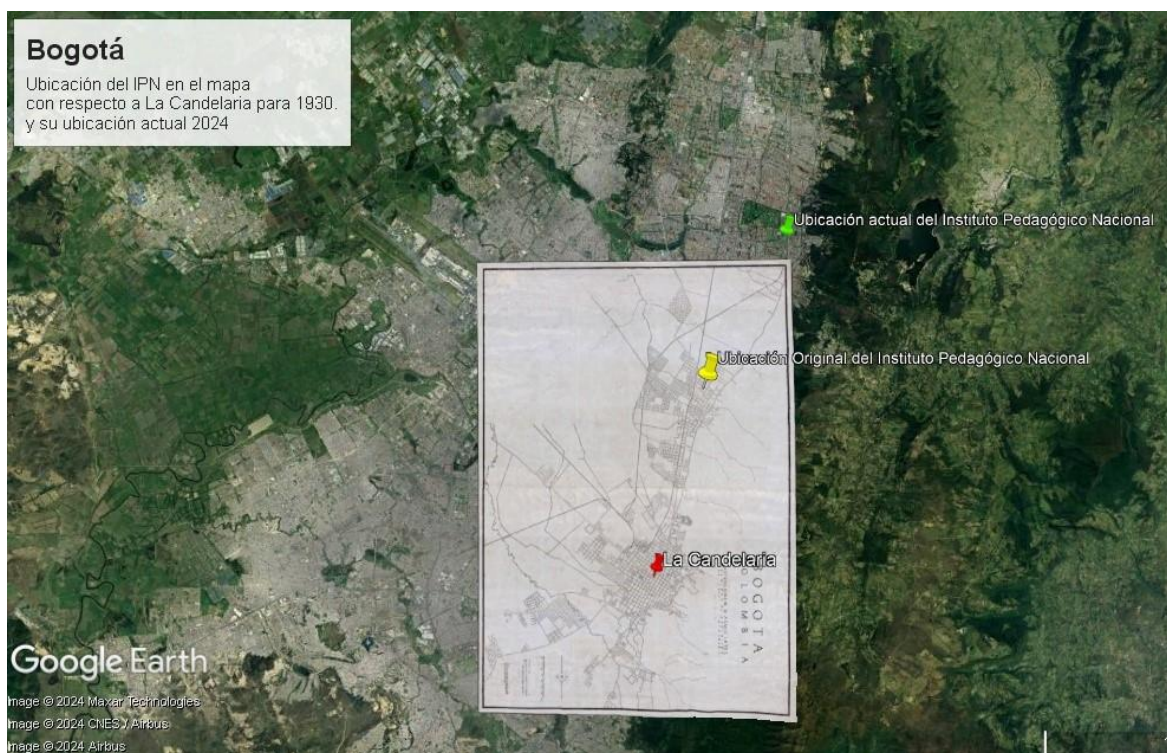 Bogotá
Ubicación del IPN en el mapa
con respecto a La Candelaria para 1930.
y su ubicación actual 2024
Ubicación actual del Instituto Pedagógico Nacional
Ubicación Original del Instituto Pedagógico Nacional
La Candelaria
BOGOTA
COLOMBIA
Google Earth
Image © 2024 Maxar Technologies
Image © 2024 CNES / Airbus
Image © 2024 Airbus